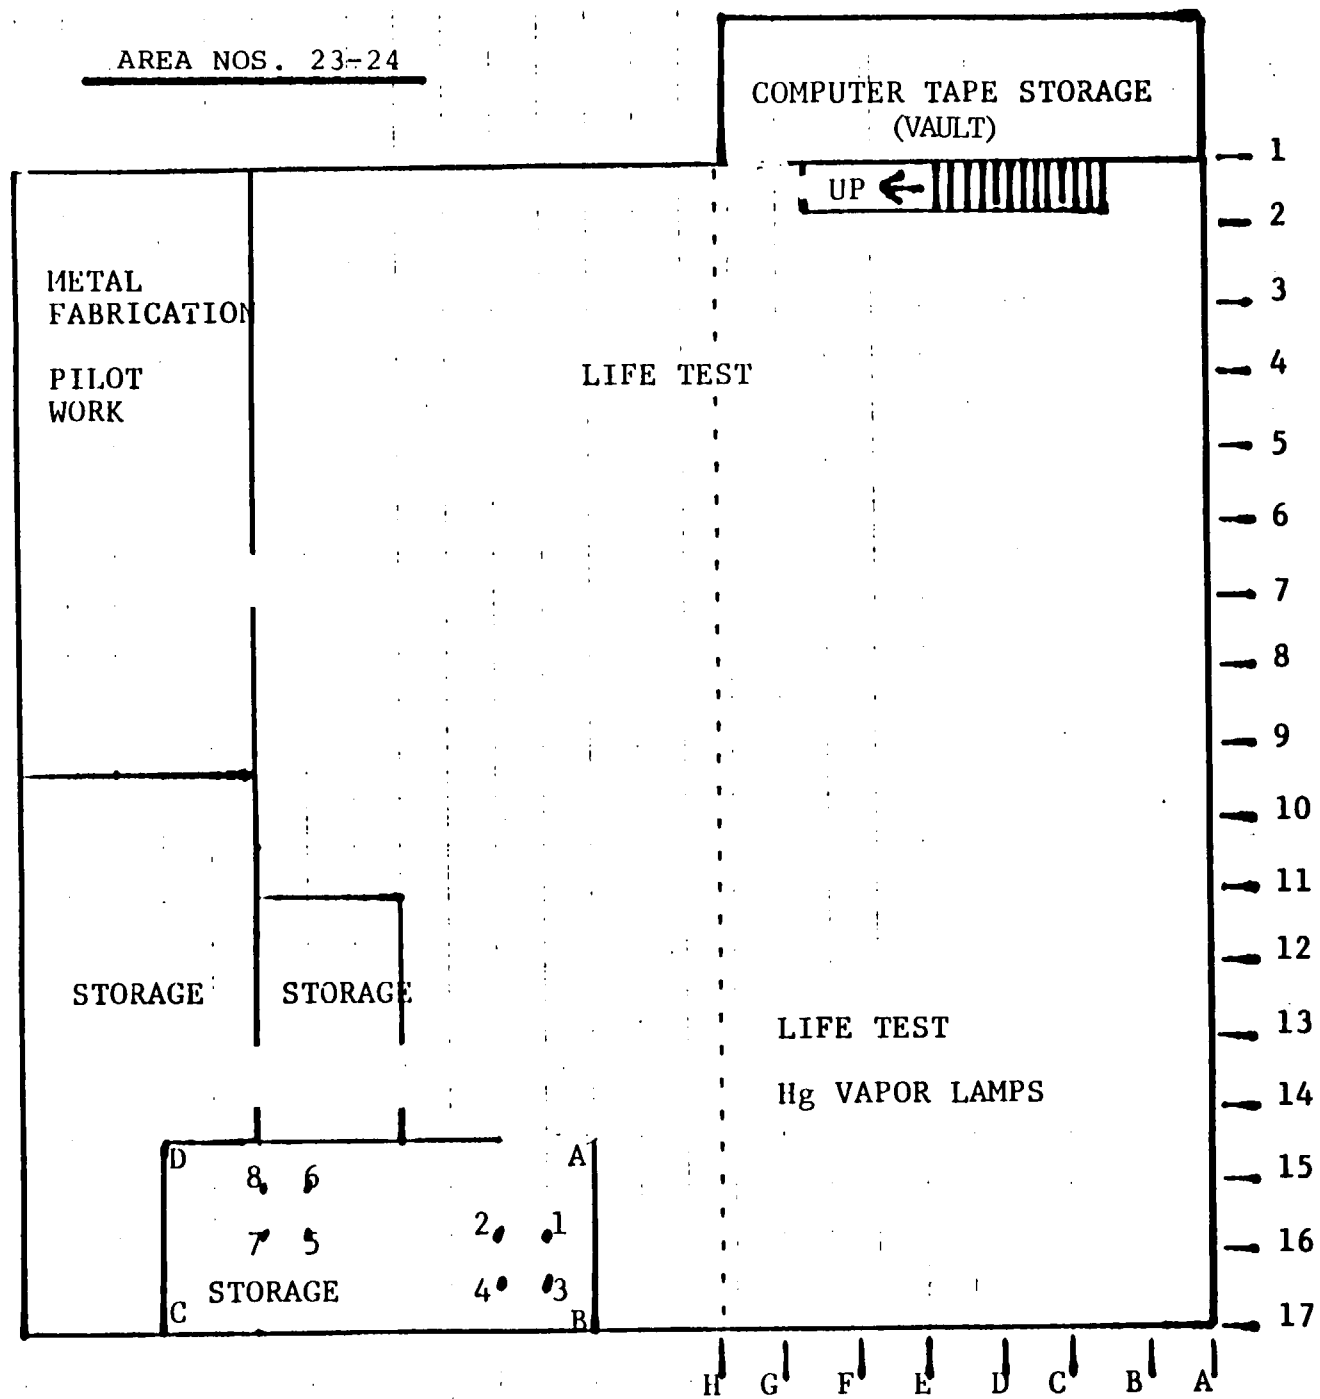 AREA NOS. 23-24
COMPUTER TAPE STORAGE
(VAULT)
1
UP
2
METAL
FABRICATION
3
PILOT
WORK
LIFE TEST
4
5
6
7
8
9
10
11
12
STORAGE
STORAGE
LIFE TEST
13
Hg VAPOR LAMPS
14
D
A
15
8 6
2 1
7 5
16
4 3
STORAGE
C
B
17
H G F E D C B A